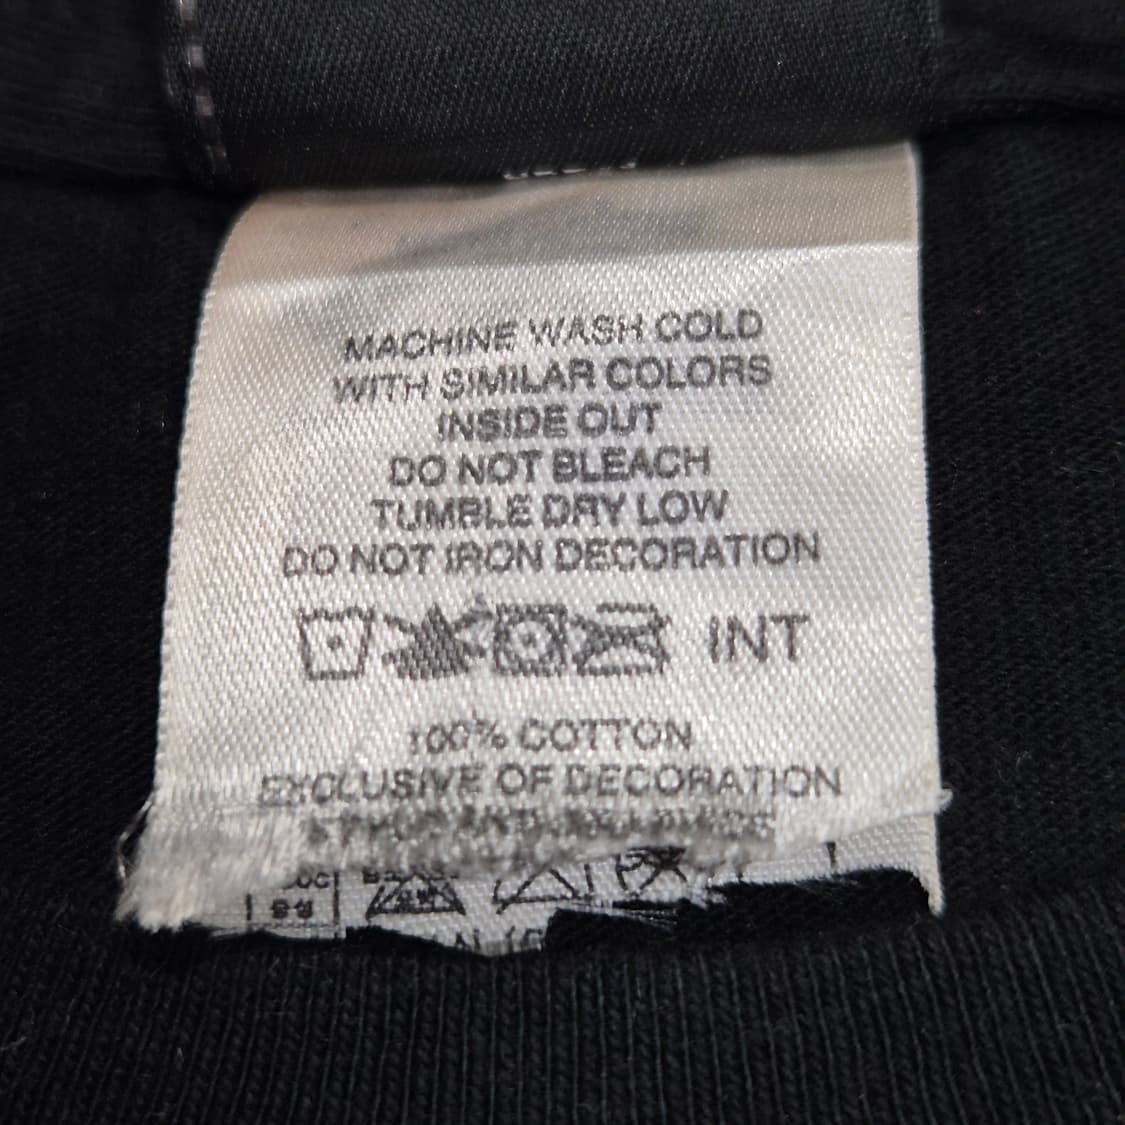 MACHINE WASH COLD
WITH SIMILAR COLORS
INSIDE OUT
DO NOT BLEACH
TUMBLE DRY LOW
DO NOT IRON DECORATION
INT
100% COTTON
EXCLUSIVE OF DECORATION